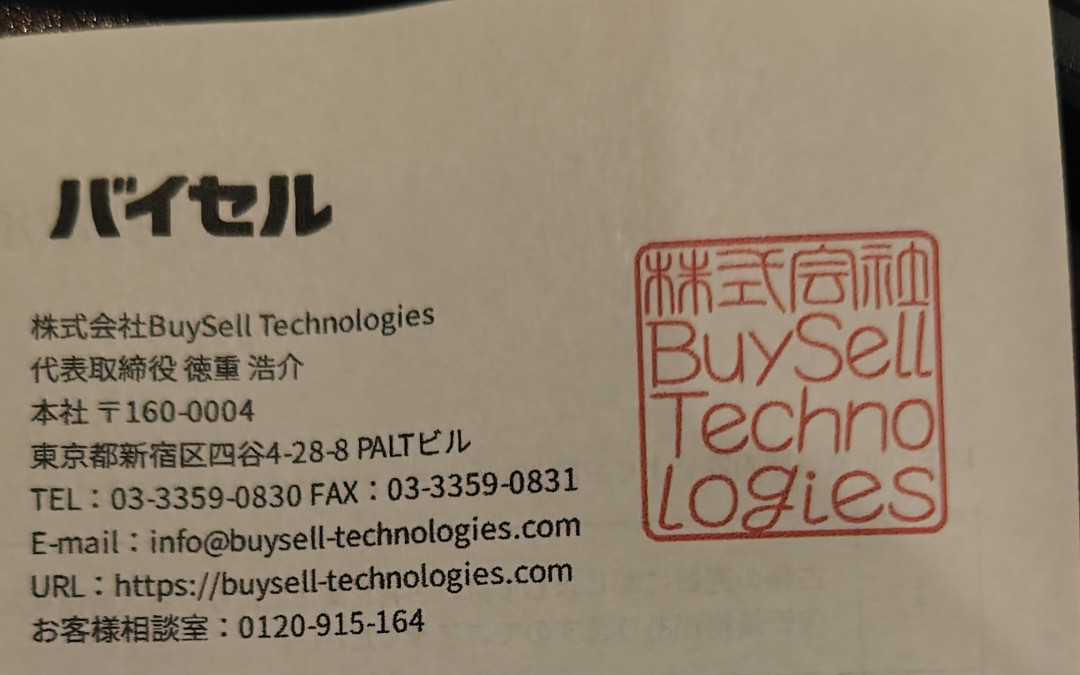 バイセル
株式会社BuySell Technologies
代表取締役 徳重 浩介
本社 〒160-0004
東京都新宿区四谷4-28-8 PALTビル
TEL：03-3359-0830 FAX：03-3359-0831
E-mail：info@buysell-technologies.com
URL：https://buysell-technologies.com
お客様相談室：0120-915-164
株式会社
BuySell
Techno
logies